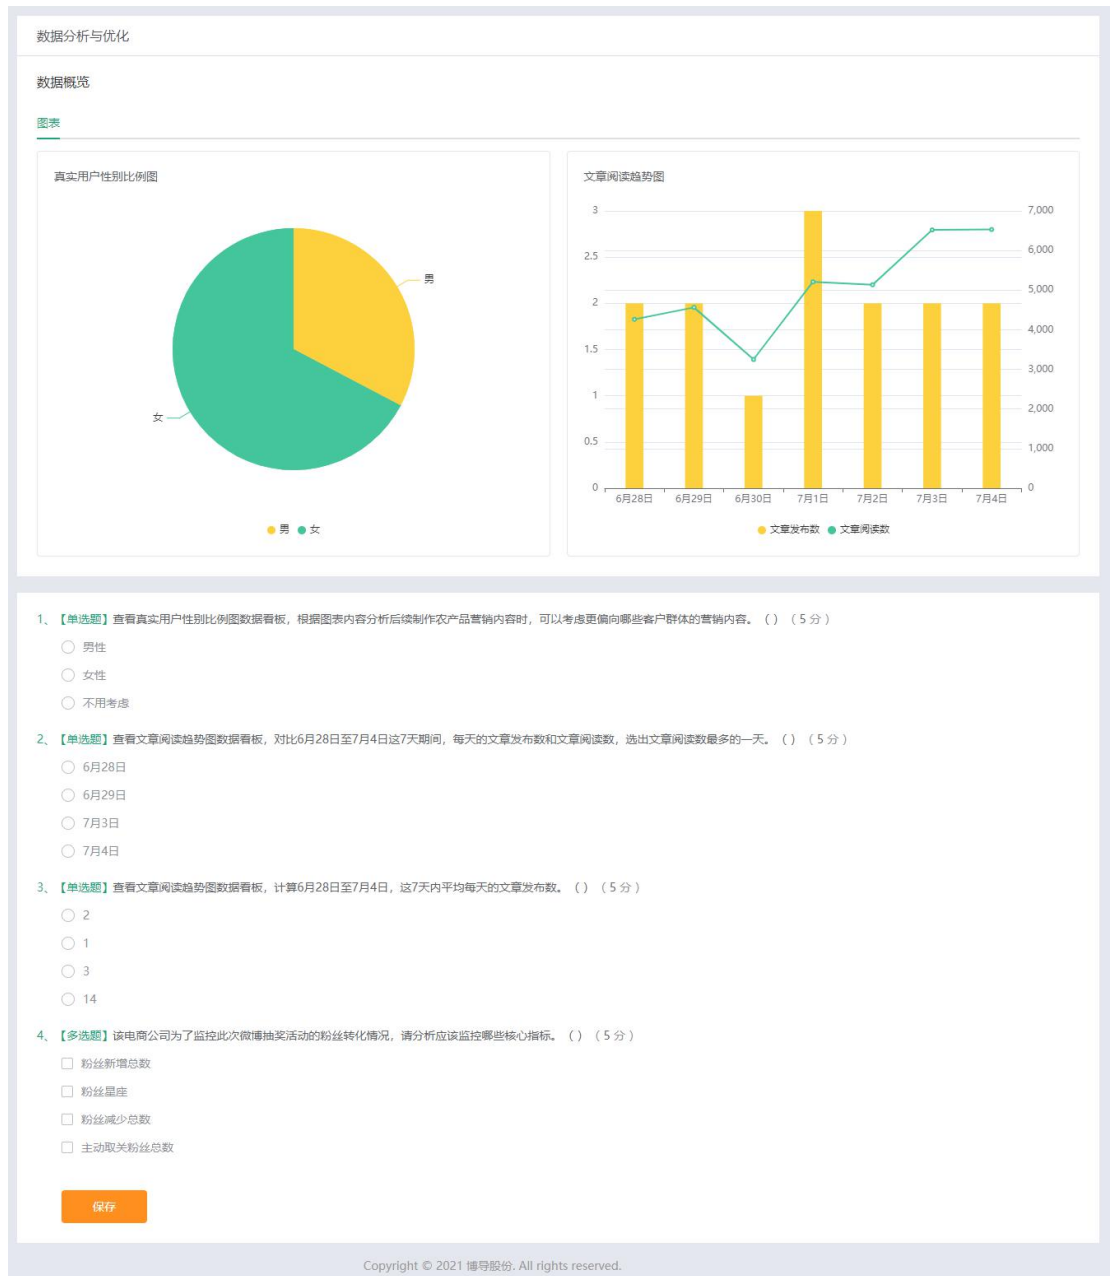 数据分析与优化
数据概览
图表
真实用户性别比例图
男
女
男 女
文章阅读趋势图
3 7,000
2.5 6,000
2 5,000
1.5 4,000
1 3,000
0.5 2,000
0 1,000
0
6月28日 6月29日 6月30日 7月1日 7月2日 7月3日 7月4日
文章发布数 文章阅读数
1、【单选题】查看真实用户性别比例图数据看板，根据图表内容分析后续制作农产品营销内容时，可以考虑更偏向哪些客户群体的营销内容。（ ）（ 5 分 ）
男性
女性
不用考虑
2、【单选题】查看文章阅读趋势图数据看板，对比6月28日至7月4日这7天期间，每天的文章发布数和文章阅读数，选出文章阅读数最多的一天。（ ）（ 5 分 ）
6月28日
6月29日
7月3日
7月4日
3、【单选题】查看文章阅读趋势图数据看板，计算6月28日至7月4日，这7天内平均每天的文章发布数。（ ）（ 5 分 ）
2
1
3
14
4、【多选题】该电商公司为了监控此次微博抽奖活动的粉丝转化情况，请分析应该监控哪些核心指标。（ ）（ 5 分 ）
粉丝新增总数
粉丝星座
粉丝减少总数
主动取关粉丝总数
保存
Copyright © 2021 博导股份. All rights reserved.